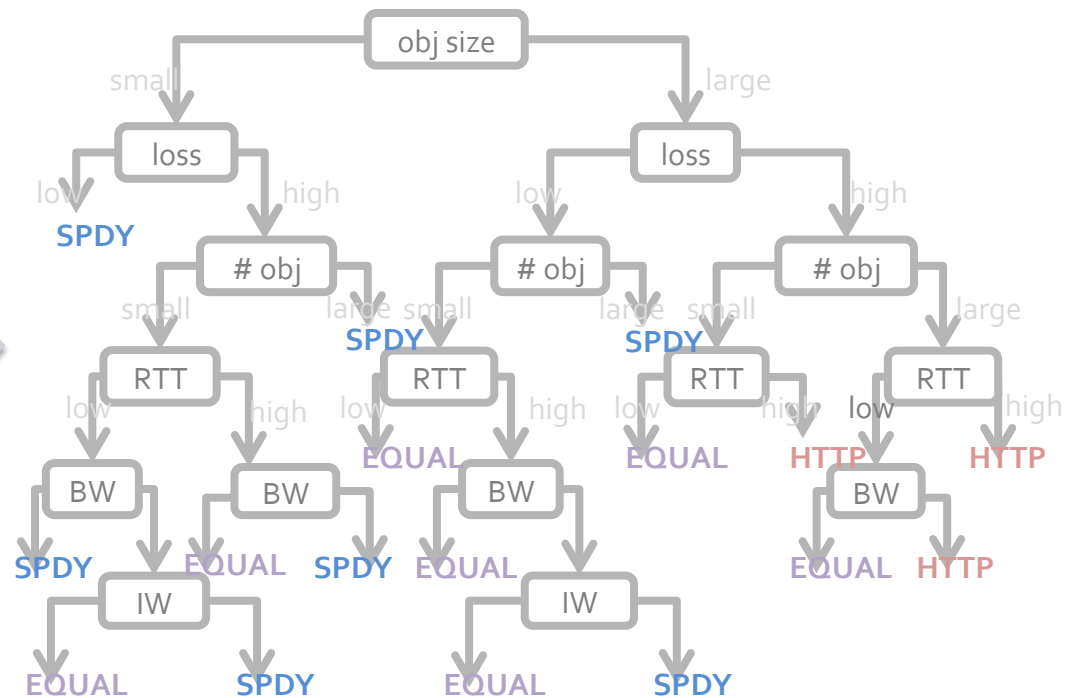 obj size
small large
loss loss
low high low high
SPDY
# obj # obj # obj
small large small large small large
SPDY SPDY
RTT RTT RTT RTT
low high low high low high low high
EQUAL EQUAL HTTP HTTP
BW BW BW BW
SPDY EQUAL SPDY EQUAL EQUAL HTTP
IW IW
EQUAL SPDY EQUAL SPDY